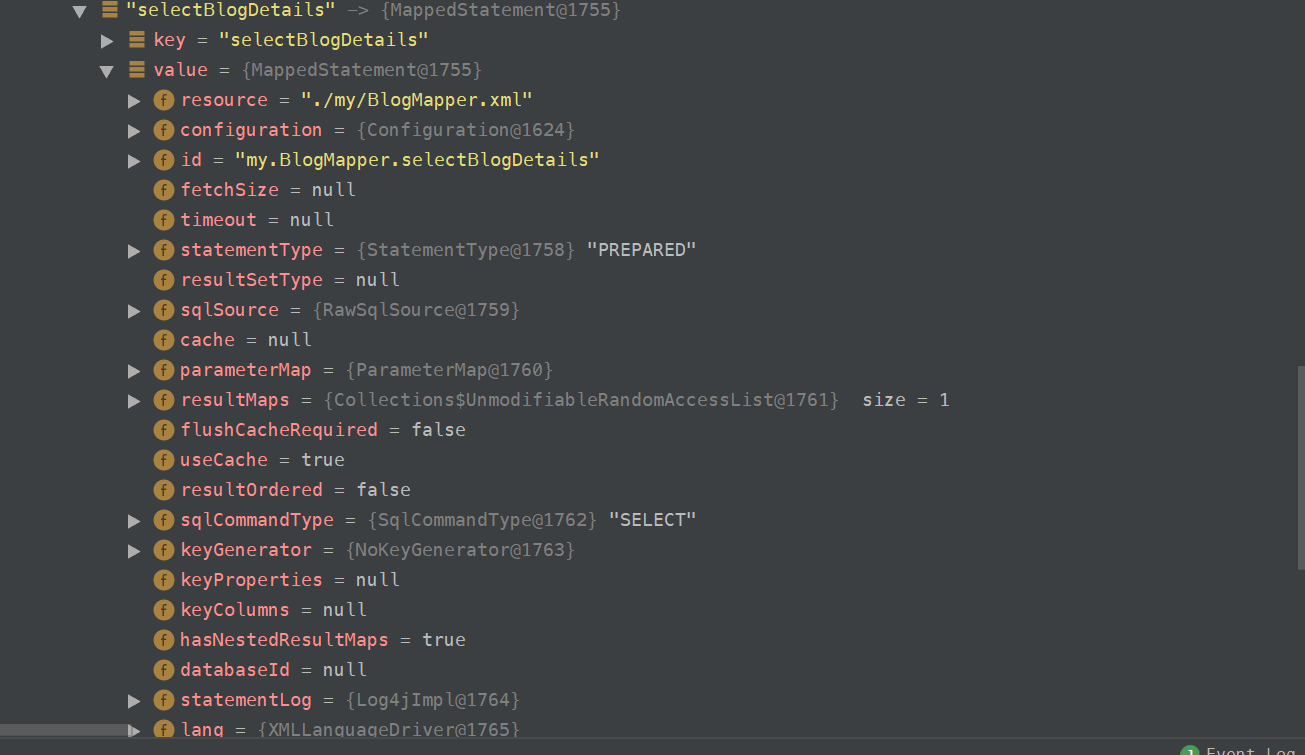 "selectBlogDetails" -> {MappedStatement@1755}
key = "selectBlogDetails"
value = {MappedStatement@1755}
f resource = "./my/BlogMapper.xml"
f configuration = {Configuration@1624}
f id = "my.BlogMapper.selectBlogDetails"
f fetchSize = null
f timeout = null
f statementType = {StatementType@1758} "PREPARED"
f resultSetType = null
f sqlSource = {RawSqlSource@1759}
f cache = null
f parameterMap = {ParameterMap@1760}
f resultMaps = {Collections$UnmodifiableRandomAccessList@1761} size = 1
f flushCacheRequired = false
f useCache = true
f resultOrdered = false
f sqlCommandType = {SqlCommandType@1762} "SELECT"
f keyGenerator = {NoKeyGenerator@1763}
f keyProperties = null
f keyColumns = null
f hasNestedResultMaps = true
f databaseId = null
f statementLog = {Log4jImpl@1764}
f lang = {XMLLanguageDriver@1765}
1 Event Log